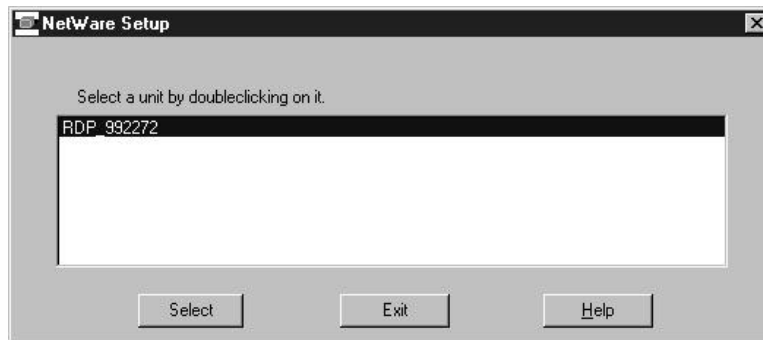 NetWare Setup
Select a unit by doubleclicking on it.
RDP_992272
Select Exit Help